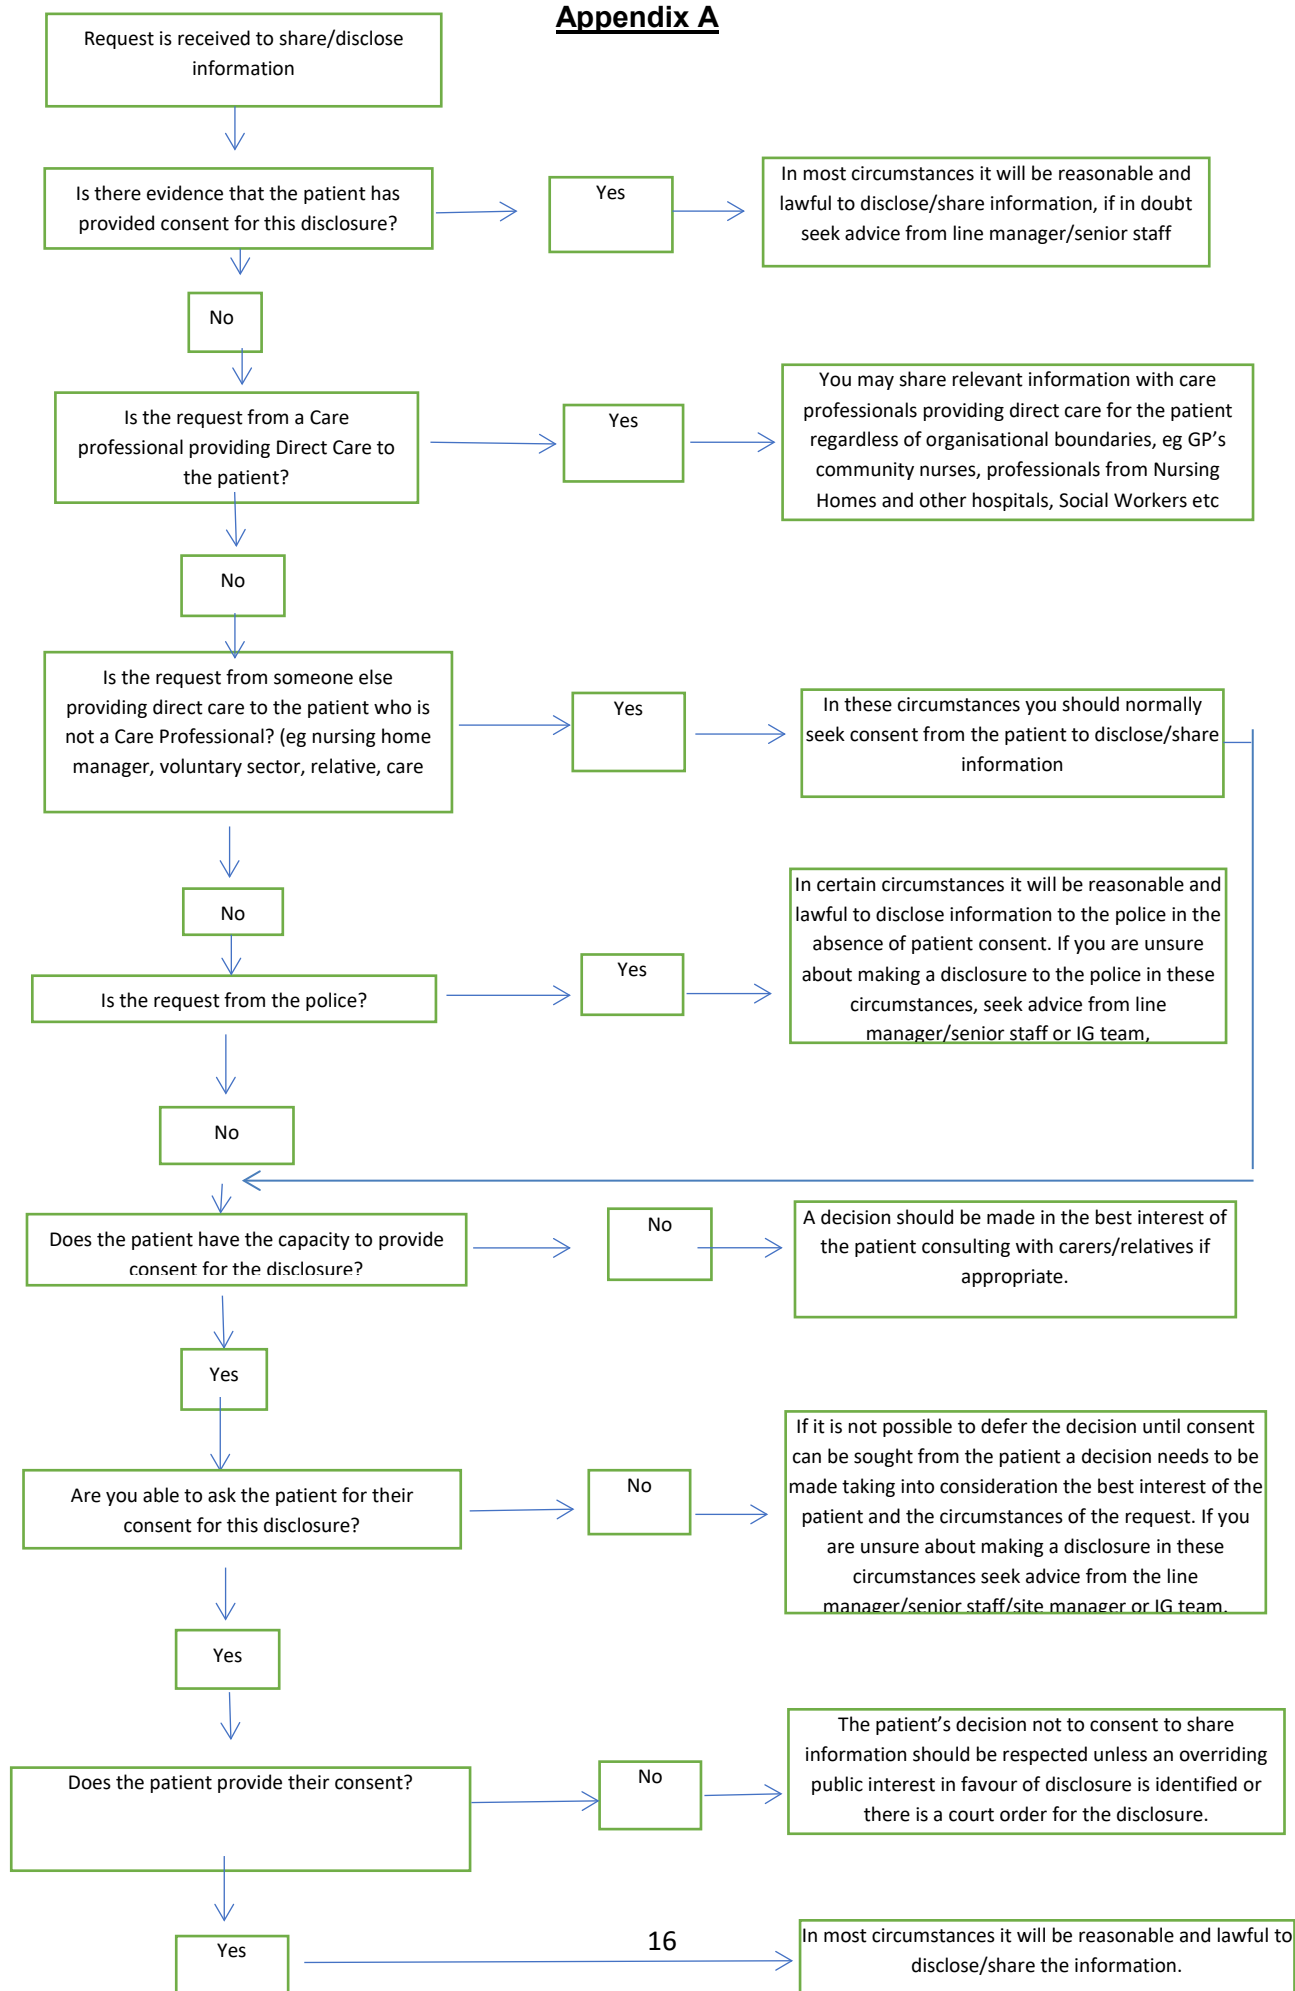 Appendix A
Request is received to share/disclose
information
Is there evidence that the patient has
provided consent for this disclosure?
Yes
In most circumstances it will be reasonable and
lawful to disclose/share information, if in doubt
seek advice from line manager/senior staff
No
Is the request from a Care
professional providing Direct Care to
the patient?
Yes
You may share relevant information with care
professionals providing direct care for the patient
regardless of organisational boundaries, eg GP’s
community nurses, professionals from Nursing
Homes and other hospitals, Social Workers etc
No
Is the request from someone else
providing direct care to the patient who is
not a Care Professional? (eg nursing home
manager, voluntary sector, relative, care
Yes
In these circumstances you should normally
seek consent from the patient to disclose/share
information
No
Is the request from the police?
Yes
In certain circumstances it will be reasonable and
lawful to disclose information to the police in the
absence of patient consent. If you are unsure
about making a disclosure to the police in these
circumstances, seek advice from line
manager/senior staff or IG team,
No
Does the patient have the capacity to provide
consent for the disclosure?
No
A decision should be made in the best interest of
the patient consulting with carers/relatives if
appropriate.
Yes
Are you able to ask the patient for their
consent for this disclosure?
No
If it is not possible to defer the decision until consent
can be sought from the patient a decision needs to be
made taking into consideration the best interest of the
patient and the circumstances of the request. If you
are unsure about making a disclosure in these
circumstances seek advice from the line
manager/senior staff/site manager or IG team.
Yes
Does the patient provide their consent?
No
The patient’s decision not to consent to share
information should be respected unless an overriding
public interest in favour of disclosure is identified or
there is a court order for the disclosure.
Yes
In most circumstances it will be reasonable and lawful to
disclose/share the information.
16